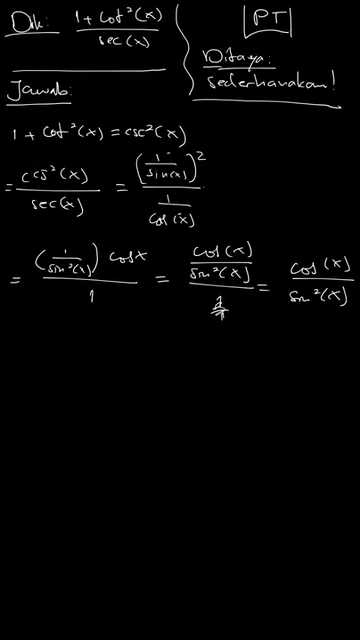 Dik: (1 + cot²(x))/(sec(x))
PT
Ditanya:
Sederhanakan!
Jawab:
1 + cot²(x) = csc²(x)
= (csc²(x))/(sec(x)) = ((1/sin(x))²)/(1/cos(x))
= ((1/sin²(x)) cos x)/1 = (cos(x)/sin²(x))/1 = cos(x)/sin²(x)